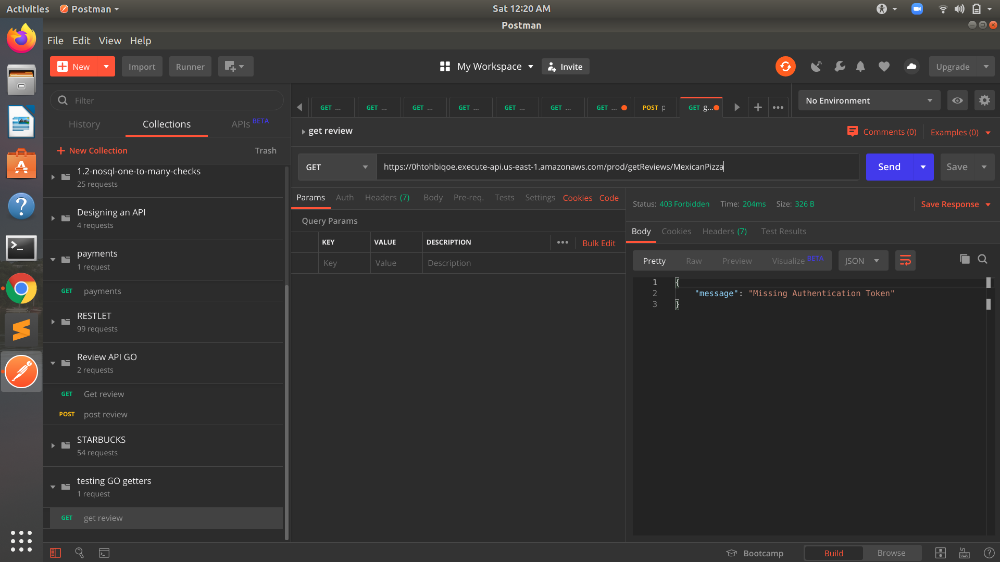 Activities
Postman
Sat 12:20 AM
Postman
File Edit View Help
New
Import
Runner
My Workspace
Invite
Upgrade
Filter
History
Collections
APIs BETA
New Collection
Trash
1.2-nosql-one-to-many-checks
25 requests
Designing an API
4 requests
payments
1 request
GET payments
RESTLET
99 requests
Review API GO
2 requests
GET Get review
POST post review
STARBUCKS
54 requests
testing GO getters
1 request
GET get review
GET ...
GET ...
GET ...
GET ...
GET ...
GET ...
GET ...
POST p
GET g...
No Environment
get review
Comments (0)
Examples (0)
GET
https://0htohbiqoe.execute-api.us-east-1.amazonaws.com/prod/getReviews/MexicanPizza
Send
Save
Params Auth Headers (7) Body Pre-req. Tests Settings Cookies Code
Query Params
KEY VALUE DESCRIPTION
Bulk Edit
Key Value Description
Status: 403 Forbidden Time: 204ms Size: 326 B
Save Response
Body Cookies Headers (7) Test Results
Pretty Raw Preview Visualize BETA
JSON
1 {
2 "message": "Missing Authentication Token"
3 }
Bootcamp
Build
Browse